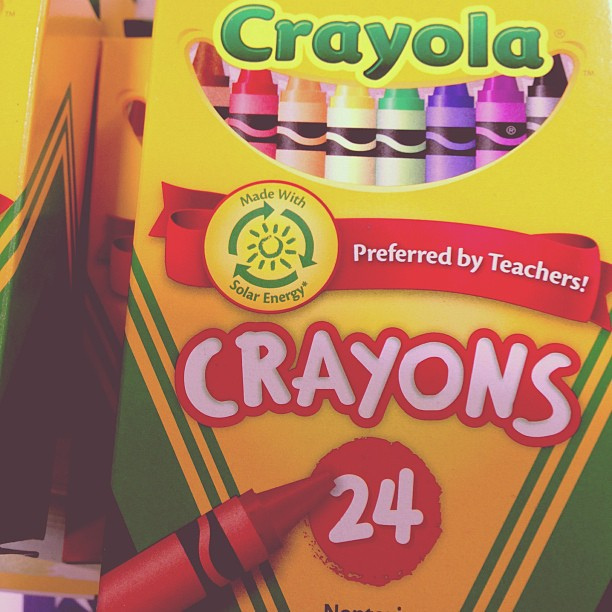 Crayola
Made With
Solar Energy*
Preferred by Teachers!
CRAYONS
24